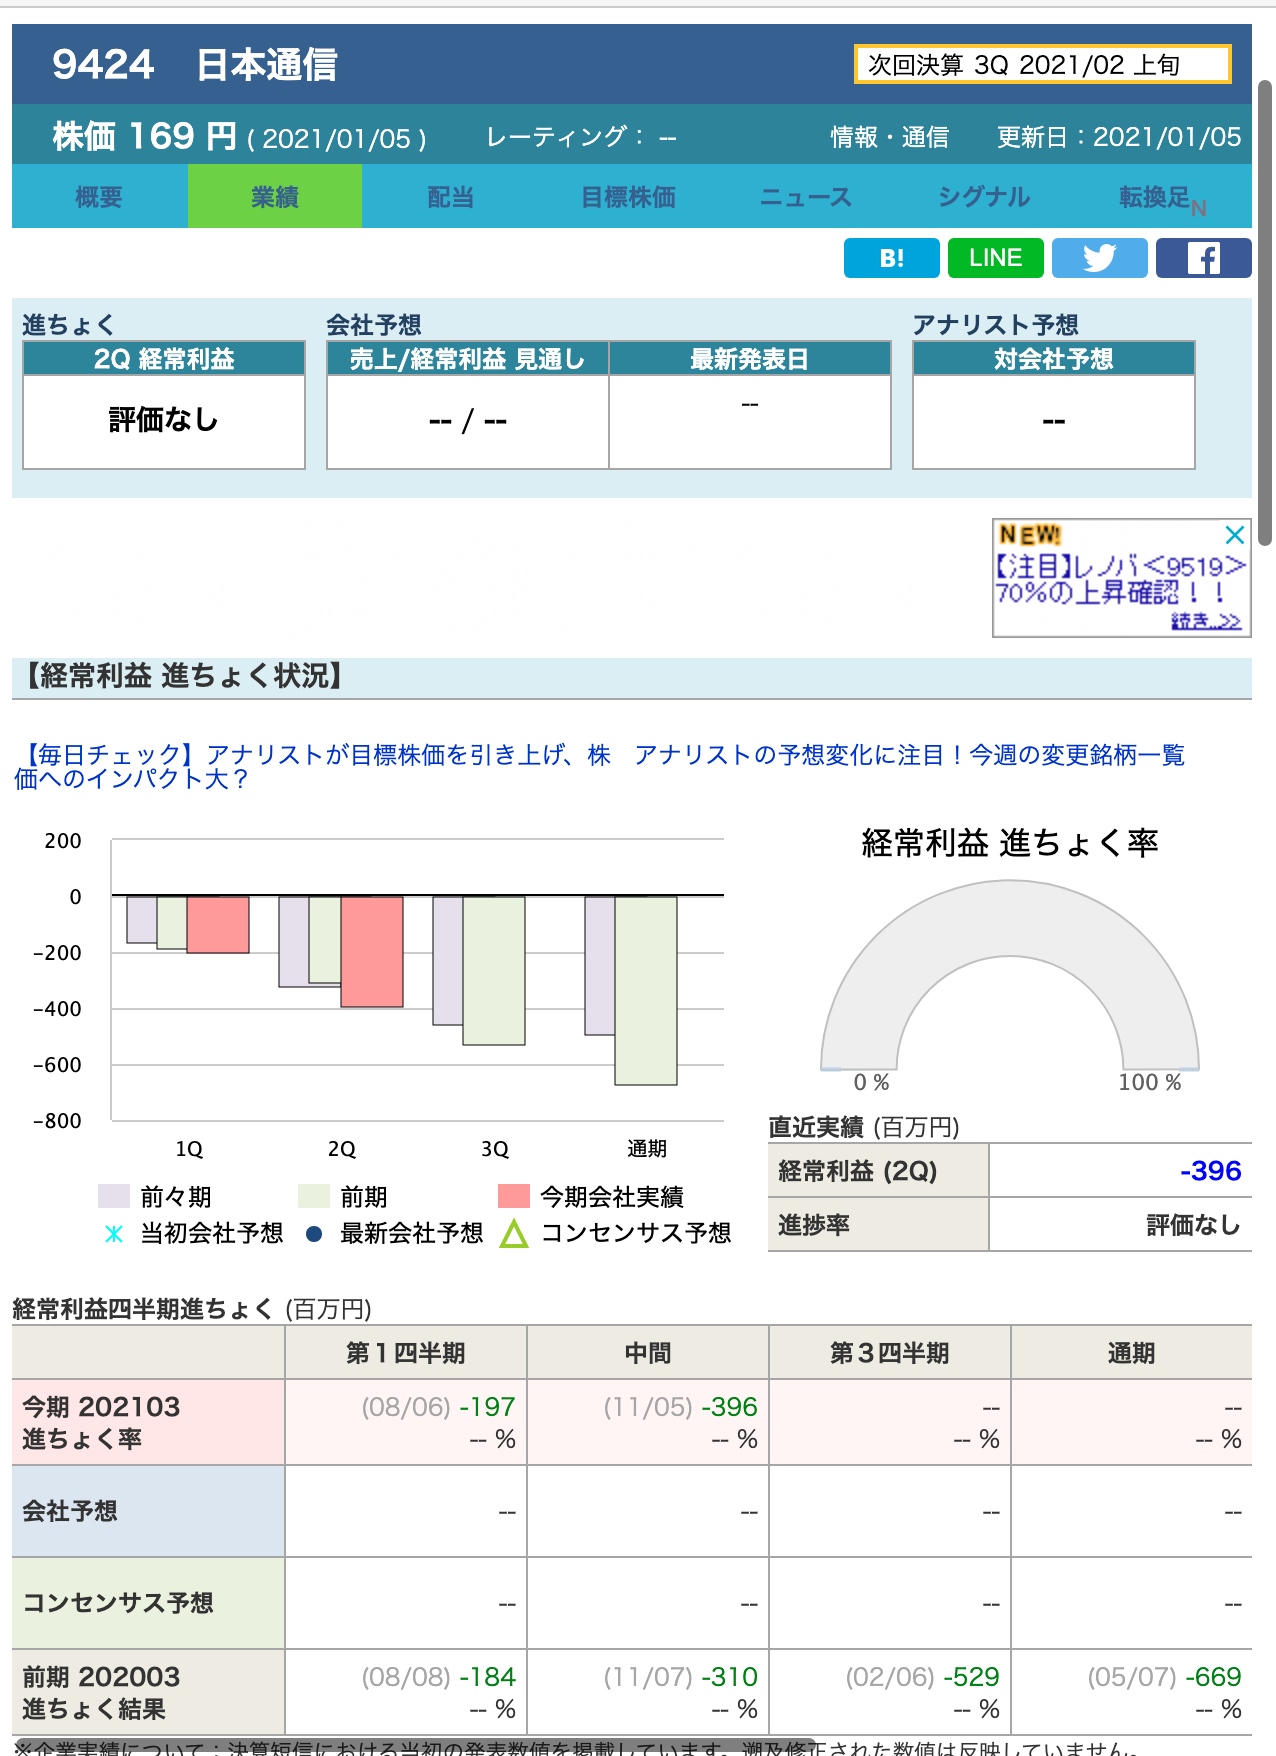 9424　日本通信
次回決算 3Q 2021/02 上旬
株価 169 円 ( 2021/01/05 )　レーティング： --　情報・通信　更新日：2021/01/05
概要　業績　配当　目標株価　ニュース　シグナル　転換足N
B!　LINE
進ちょく　会社予想　アナリスト予想
2Q 経常利益　売上/経常利益 見通し　最新発表日　対会社予想
評価なし　-- / --　--　--
NEW!
【注目】レノバ<9519>
70%の上昇確認！！
続き..>>
【経常利益 進ちょく状況】
【毎日チェック】アナリストが目標株価を引き上げ、株
価へのインパクト大？
アナリストの予想変化に注目！今週の変更銘柄一覧
200
0
-200
-400
-600
-800
1Q　2Q　3Q　通期
前々期　前期　今期会社実績
当初会社予想　最新会社予想　コンセンサス予想
経常利益 進ちょく率
0 %　100 %
直近実績 (百万円)
経常利益 (2Q)　-396
進捗率　評価なし
経常利益四半期進ちょく (百万円)
第１四半期　中間　第３四半期　通期
今期 202103　(08/06) -197　(11/05) -396　--　--
進ちょく率　-- %　-- %　-- %　-- %
会社予想　--　--　--　--
コンセンサス予想　--　--　--　--
前期 202003　(08/08) -184　(11/07) -310　(02/06) -529　(05/07) -669
進ちょく結果　-- %　-- %　-- %　-- %
※企業実績について：決算短信における当初の発表数値を掲載しています。遡及修正された数値は反映していません。